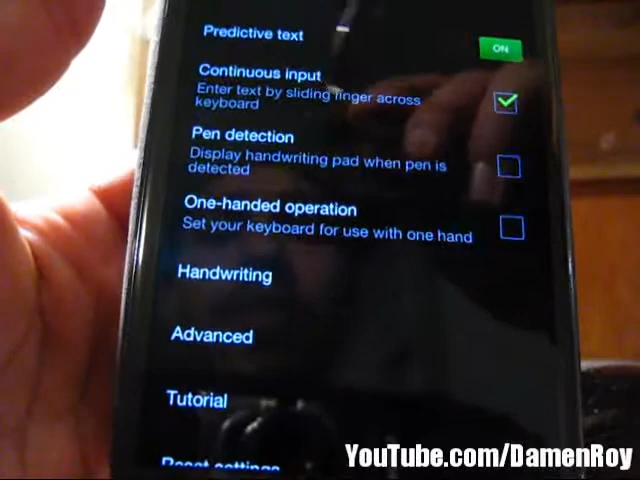 Predictive text
ON
Continuous input
Enter text by sliding finger across
keyboard
Pen detection
Display handwriting pad when pen is
detected
One-handed operation
Set your keyboard for use with one hand
Handwriting
Advanced
Tutorial
Reset settings
YouTube.com/DamenRoy